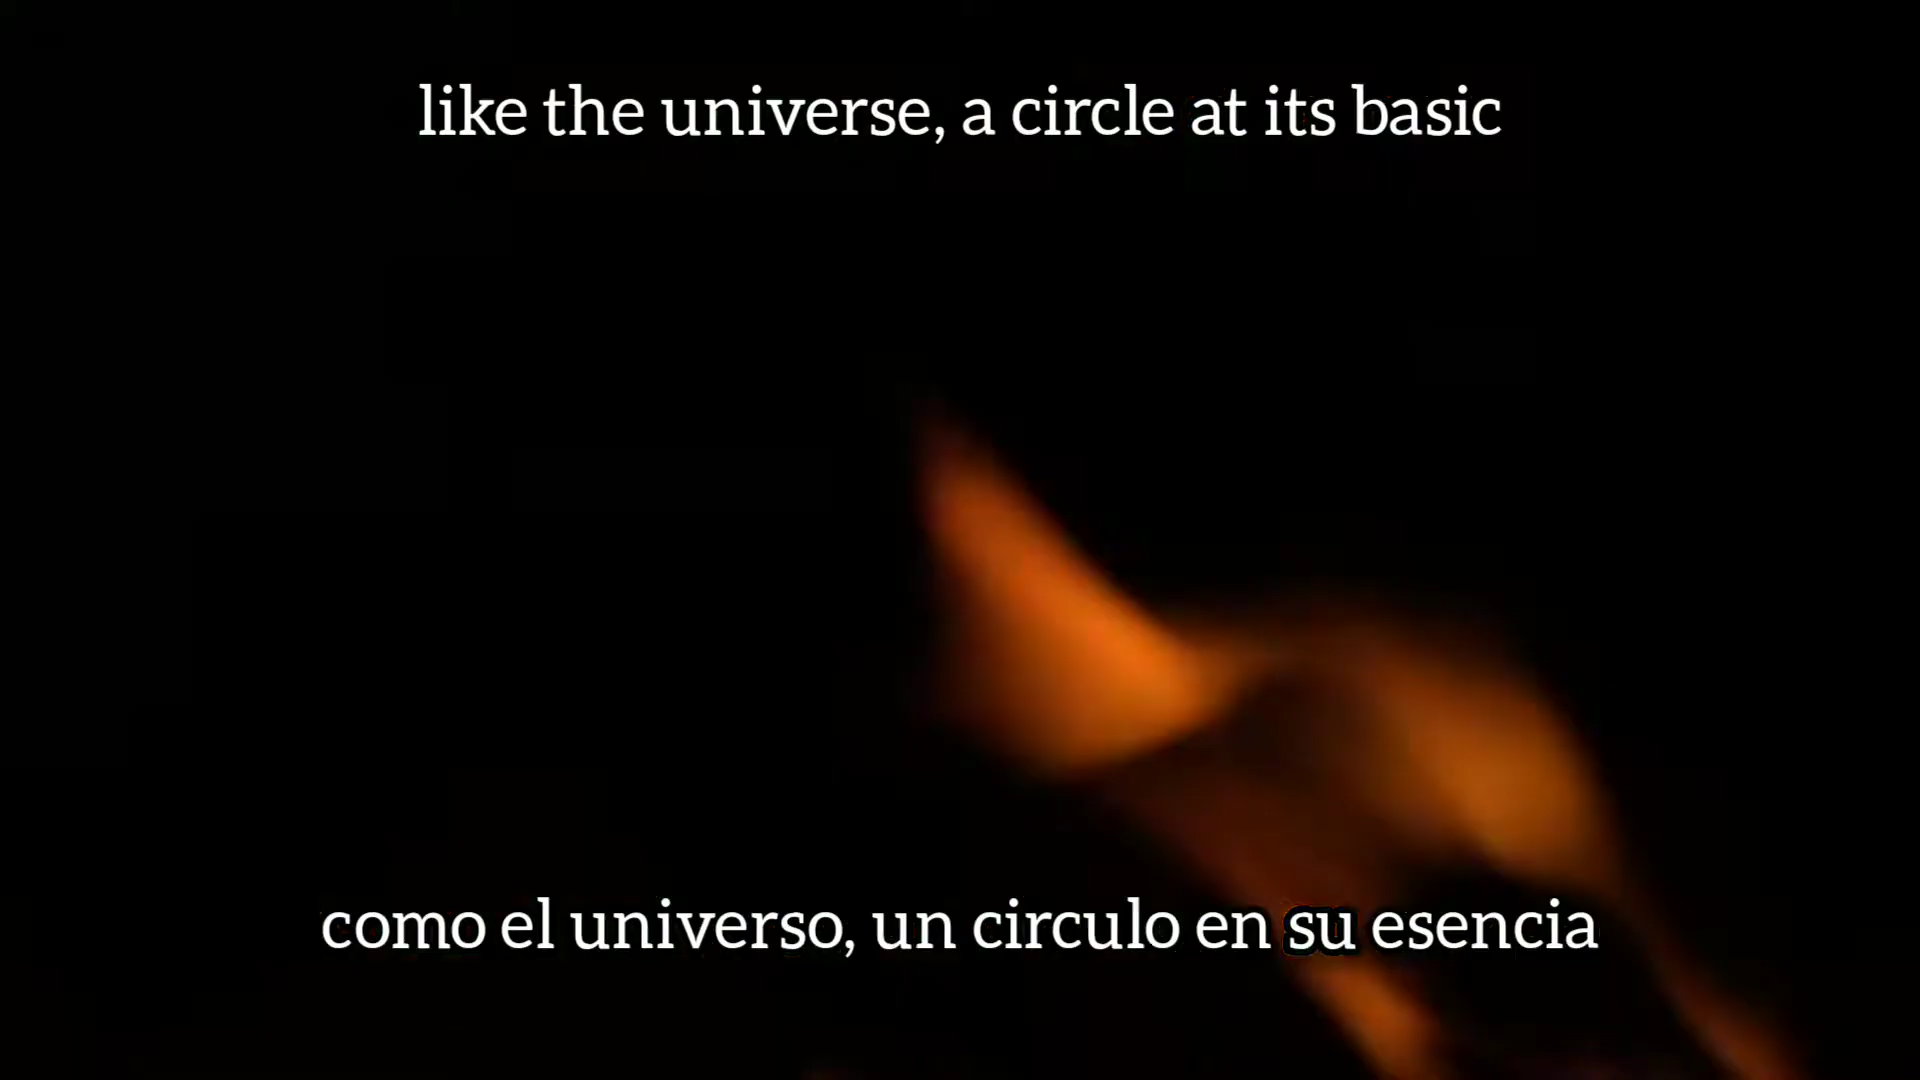 like the universe, a circle at its basic
como el universo, un circulo en su esencia